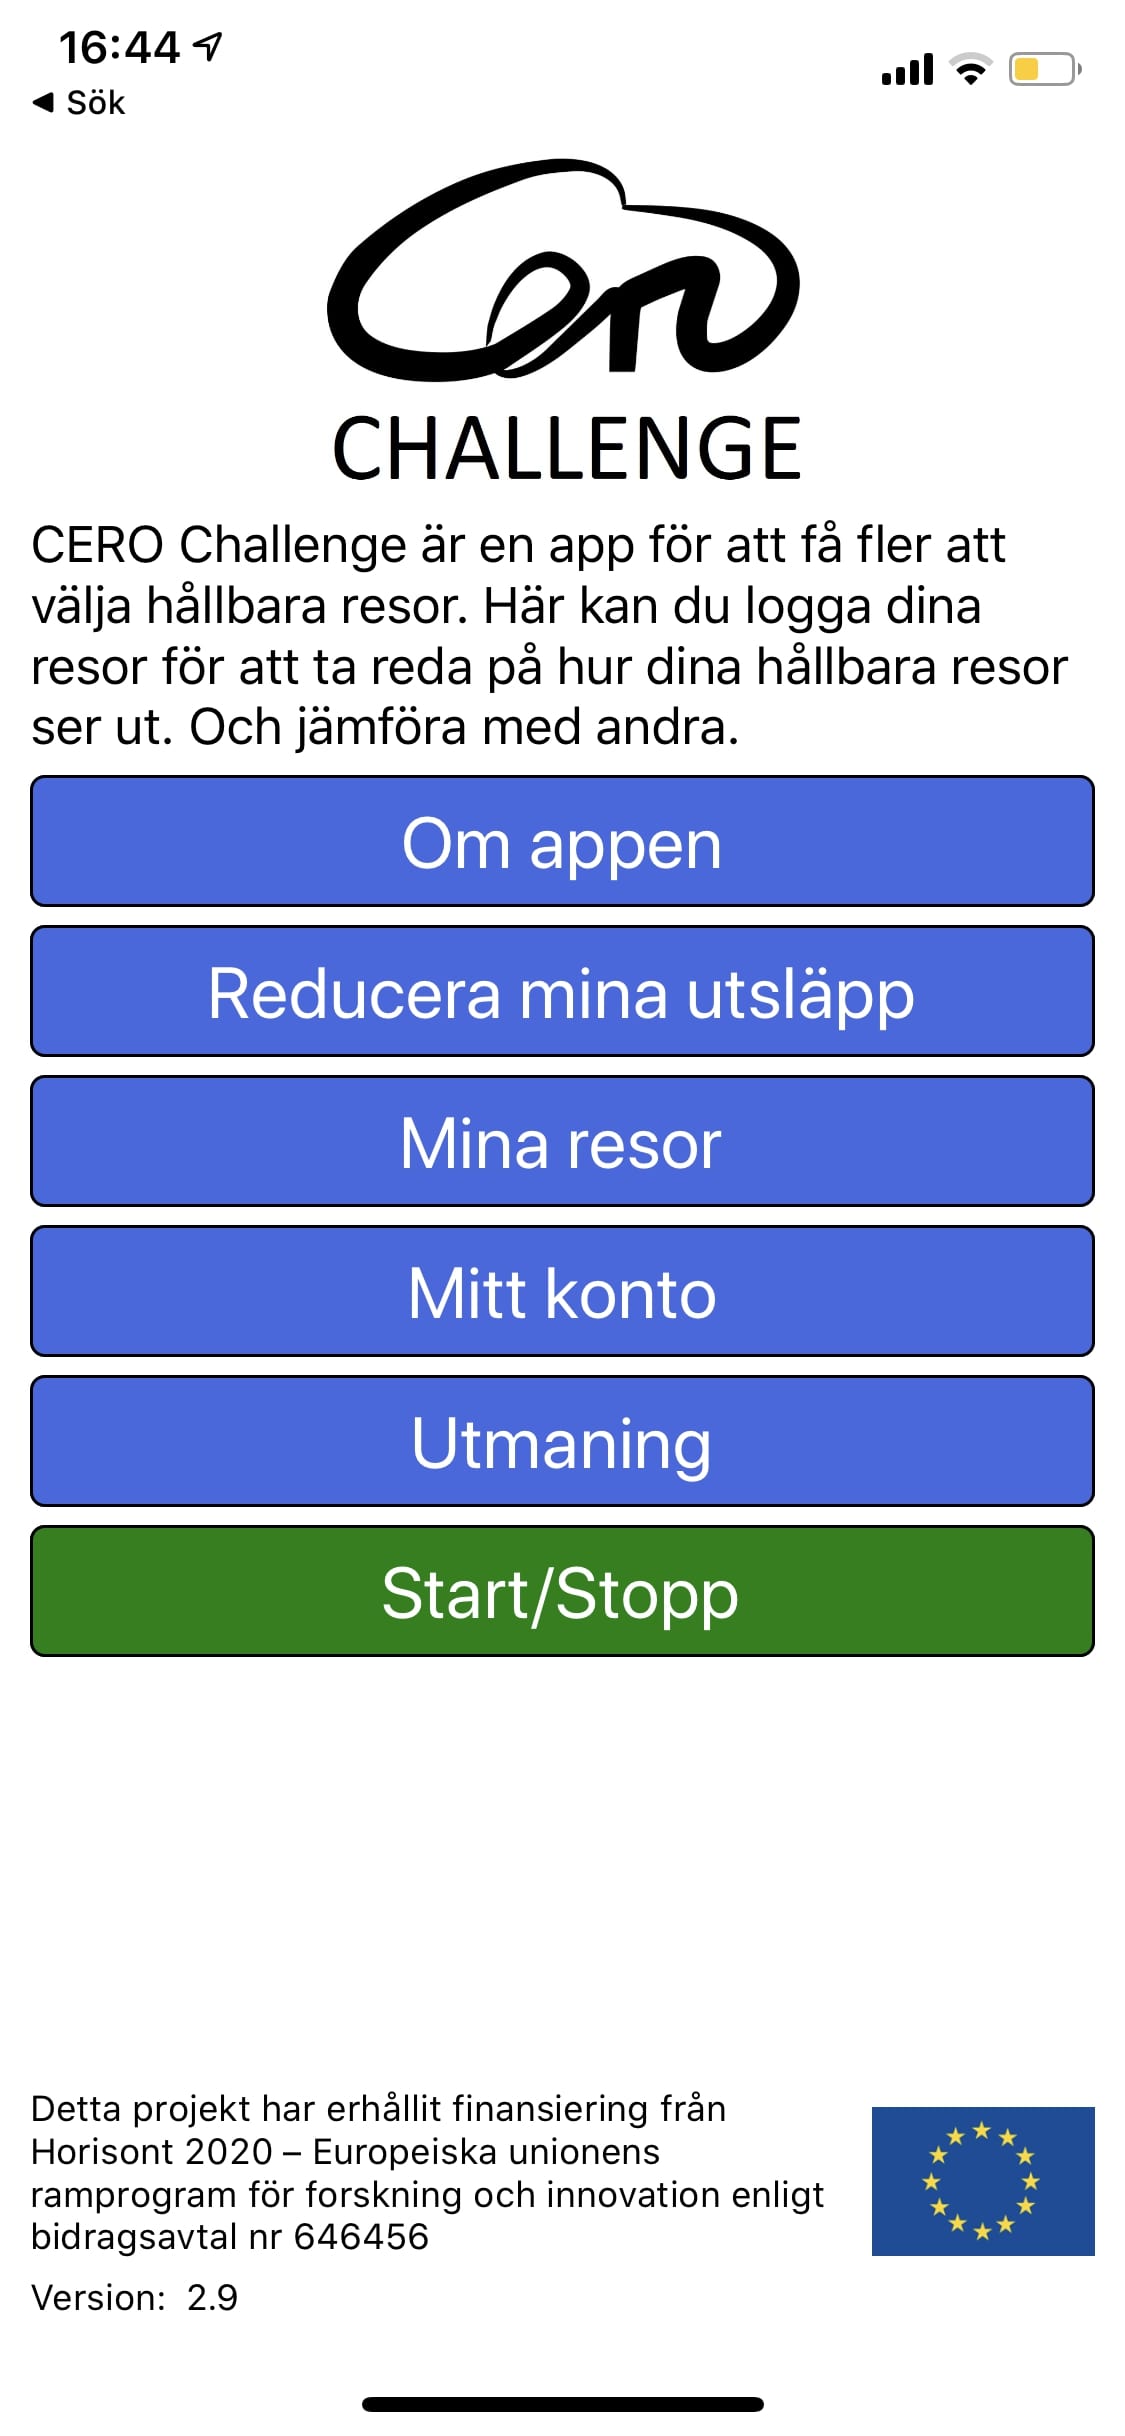 16:44
Sök
Cero
CHALLENGE
CERO Challenge är en app för att få fler att
välja hållbara resor. Här kan du logga dina
resor för att ta reda på hur dina hållbara resor
ser ut. Och jämföra med andra.
Om appen
Reducera mina utsläpp
Mina resor
Mitt konto
Utmaning
Start/Stopp
Detta projekt har erhållit finansiering från
Horisont 2020 – Europeiska unionens
ramprogram för forskning och innovation enligt
bidragsavtal nr 646456
Version: 2.9